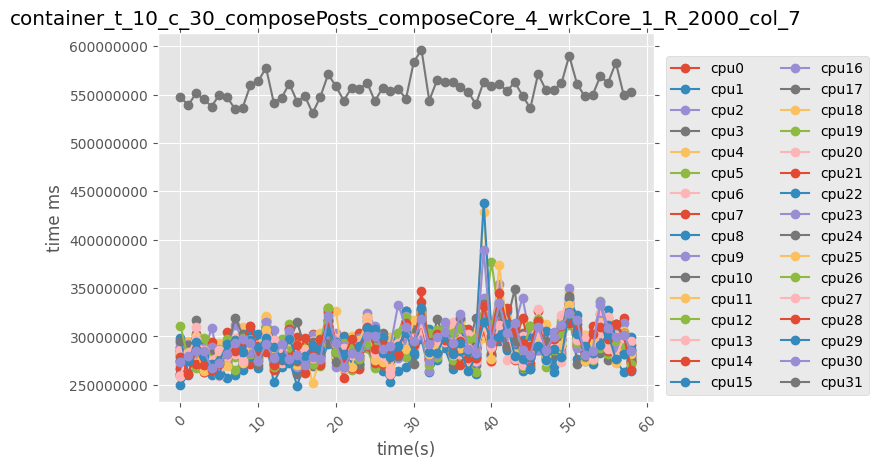 container_t_10_c_30_composePosts_composeCore_4_wrkCore_1_R_2000_col_7
600000000
550000000
500000000
450000000
400000000
350000000
300000000
250000000
time ms
0
10
20
30
40
50
60
time(s)
cpu0
cpu1
cpu2
cpu3
cpu4
cpu5
cpu6
cpu7
cpu8
cpu9
cpu10
cpu11
cpu12
cpu13
cpu14
cpu15
cpu16
cpu17
cpu18
cpu19
cpu20
cpu21
cpu22
cpu23
cpu24
cpu25
cpu26
cpu27
cpu28
cpu29
cpu30
cpu31